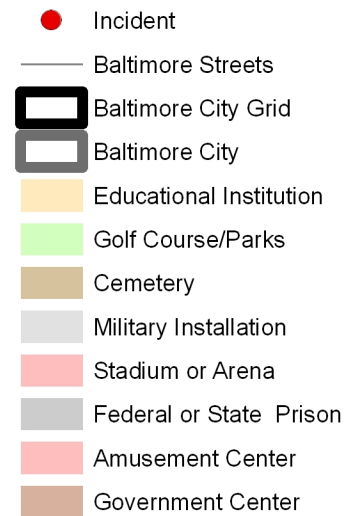 Incident
Baltimore Streets
Baltimore City Grid
Baltimore City
Educational Institution
Golf Course/Parks
Cemetery
Military Installation
Stadium or Arena
Federal or State  Prison
Amusement Center
Government Center